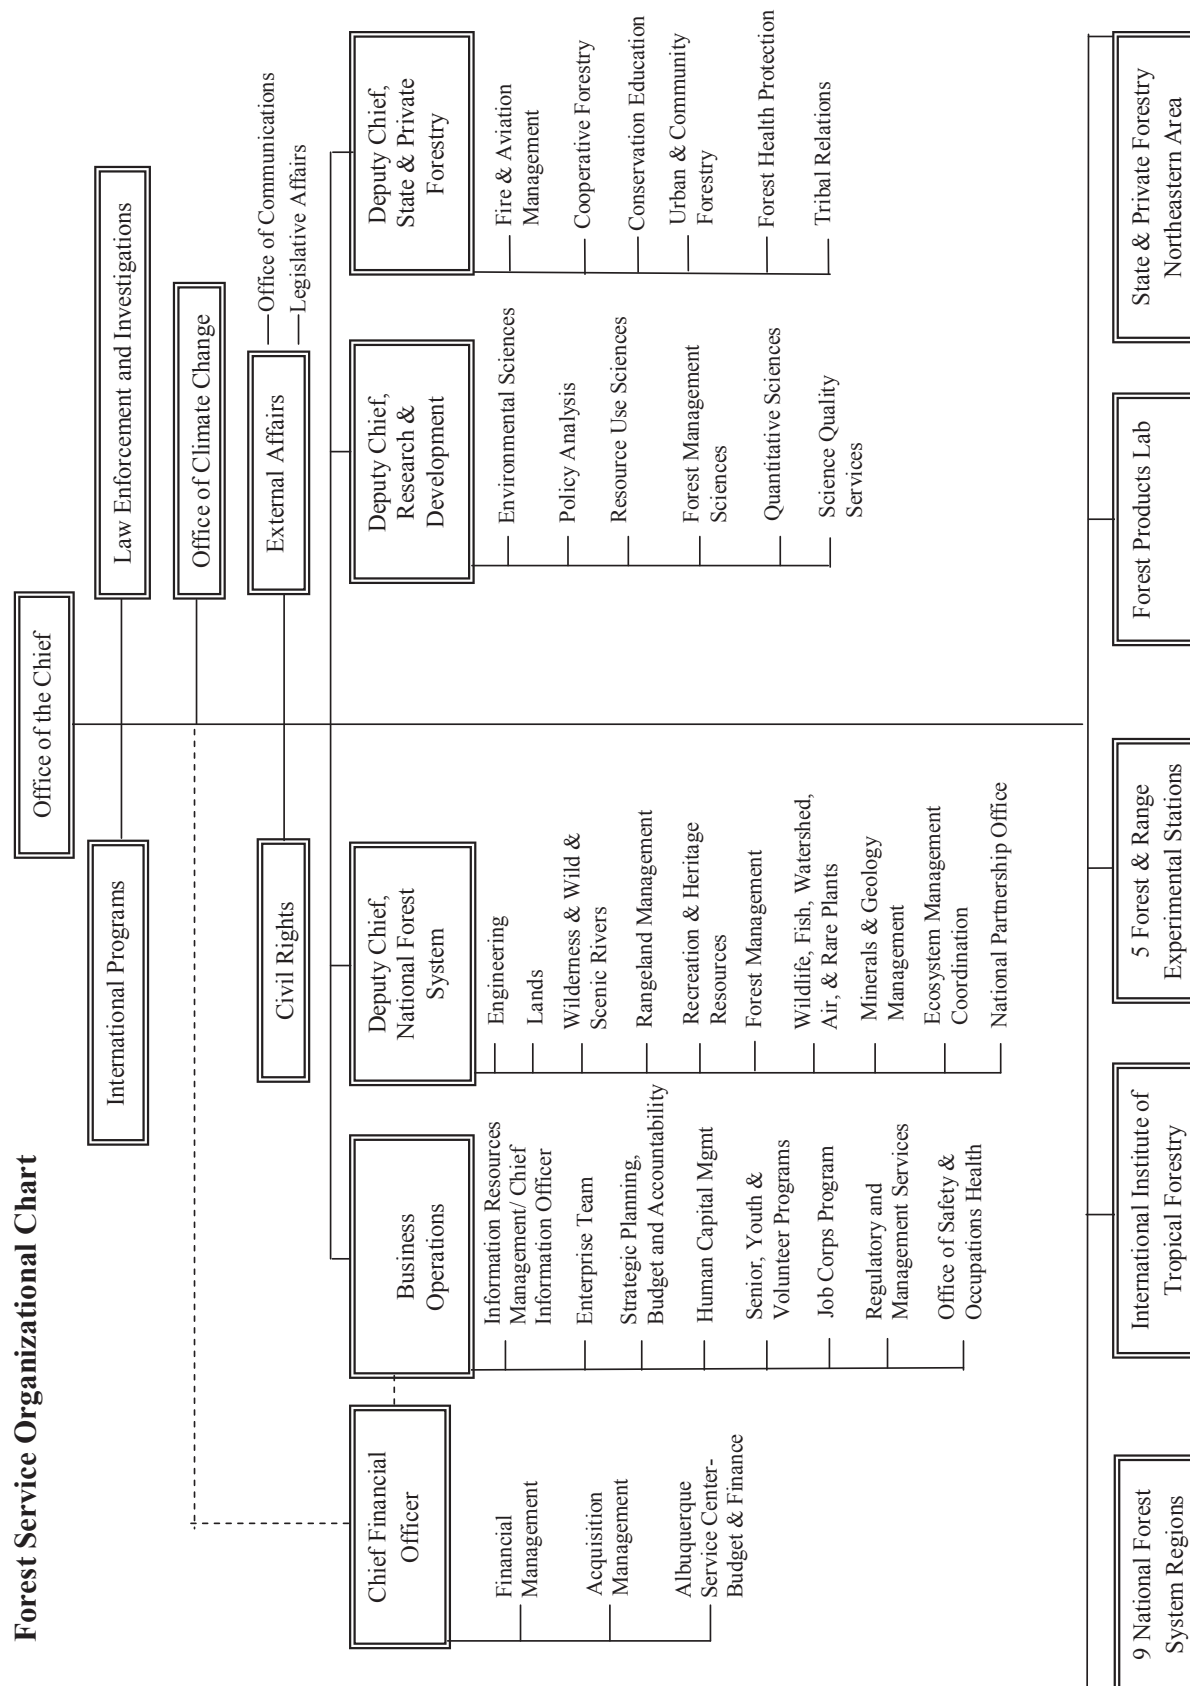 Forest Service Organizational Chart
Office of the Chief
International Programs
Law Enforcement and Investigations
Office of Climate Change
Civil Rights
External Affairs
Office of Communications
Legislative Affairs
Chief Financial
Officer
Financial
Management
Acquisition
Management
Albuquerque
Service Center-
Budget & Finance
Business
Operations
Information Resources
Management/ Chief
Information Officer
Enterprise Team
Strategic Planning,
Budget and Accountability
Human Capital Mgmt
Senior, Youth &
Volunteer Programs
Job Corps Program
Regulatory and
Management Services
Office of Safety &
Occupations Health
Deputy Chief,
National Forest
System
Engineering
Lands
Wilderness & Wild &
Scenic Rivers
Rangeland Management
Recreation & Heritage
Resources
Forest Management
Wildlife, Fish, Watershed,
Air, & Rare Plants
Minerals & Geology
Management
Ecosystem Management
Coordination
National Partnership Office
Deputy Chief,
Research &
Development
Environmental Sciences
Policy Analysis
Resource Use Sciences
Forest Management
Sciences
Quantitative Sciences
Science Quality
Services
Deputy Chief,
State & Private
Forestry
Fire & Aviation
Management
Cooperative Forestry
Conservation Education
Urban & Community
Forestry
Forest Health Protection
Tribal Relations
9 National Forest
System Regions
International Institute of
Tropical Forestry
5 Forest & Range
Experimental Stations
Forest Products Lab
State & Private Forestry
Northeastern Area